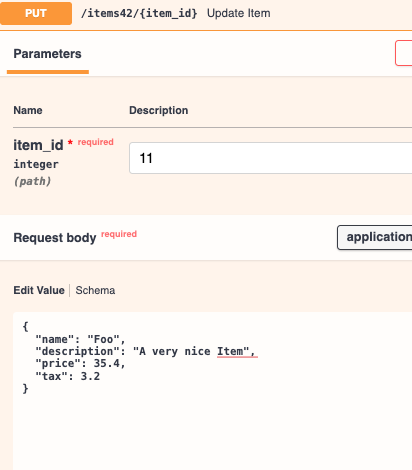 PUT /items42/{item_id} Update Item
Parameters
Name Description
item_id * required
integer
(path)
11
Request body required
application
Edit Value | Schema
{
"name": "Foo",
"description": "A very nice Item",
"price": 35.4,
"tax": 3.2
}